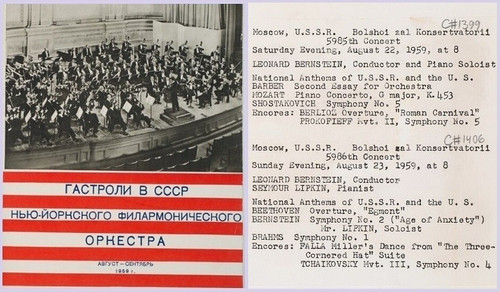 ГАСТРОЛИ В СССР
НЬЮ-ЙОРКСКОГО ФИЛАРМОНИЧЕСКОГО
ОРКЕСТРА
АВГУСТ—СЕНТЯБРЬ
1959 г.
C#1399
Moscow, U.S.S.R. Bolshoi zal Konsertvatorii
5985th Concert
Saturday Evening, August 22, 1959, at 8
LEONARD BERNSTEIN, Conductor and Piano Soloist
National Anthems of U.S.S.R. and the U. S.
BARBER Second Essay for Orchestra
MOZART Piano Concerto, G major, K.453
SHOSTAKOVICH Symphony No. 5
Encores: BERLIOZ Overture, "Roman Carnival"
PROKOFIEFF Mvt. II, Symphony No. 5
C#1406
Moscow, U.S.S.R. Bolshoi zal Konservatorii
5986th Concert
Sunday Evening, August 23, 1959, at 8
LEONARD BERNSTEIN, Conductor
SEYMOUR LIPKIN, Pianist
National Anthems of U.S.S.R. and the U. S.
BEETHOVEN Overture, "Egmont"
BERNSTEIN Symphony No. 2 ("Age of Anxiety")
Mr. LIPKIN, Soloist
BRAHMS Symphony No. 1
Encores: FALLA Miller's Dance from "The Three-
Cornered Hat" Suite
TCHAIKOVSKY Mvt. III, Symphony No. 4